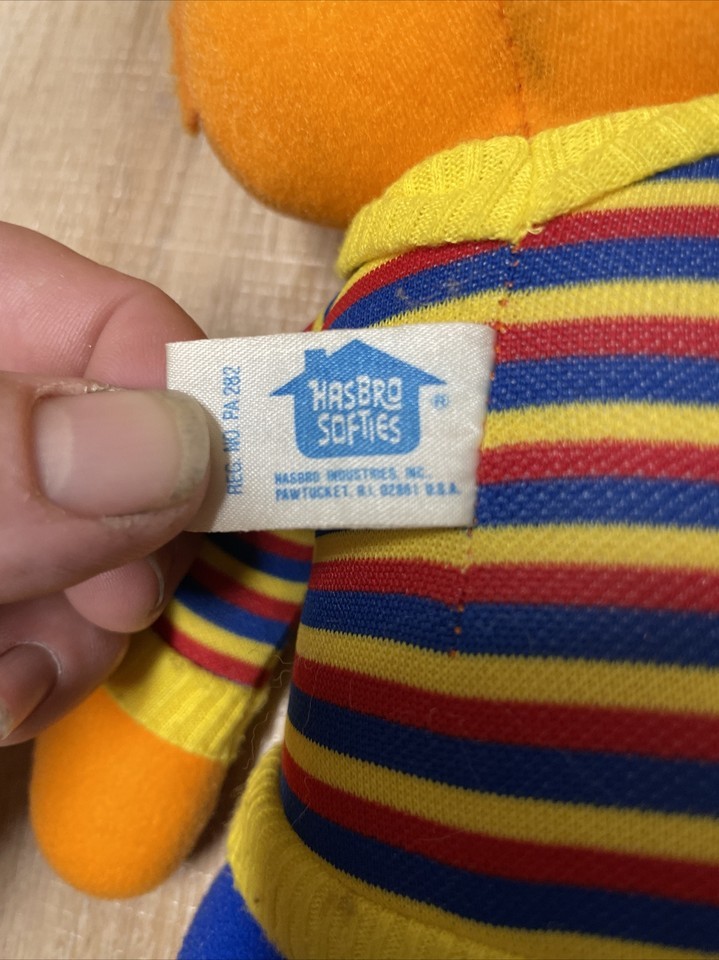 HASBRO
SOFTIES
®
HASBRO INDUSTRIES, INC.
PAWTUCKET, R.I. 02861 U.S.A.
REG. NO PA 282